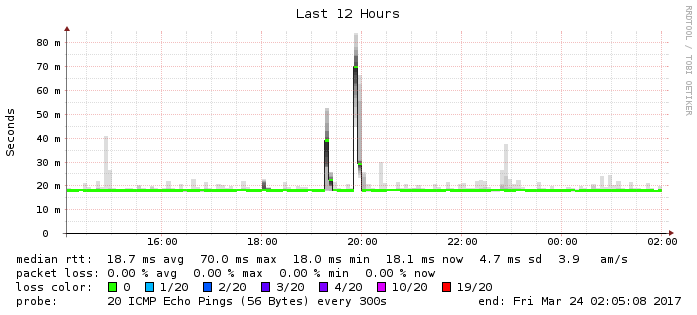 Last 12 Hours
RRDTOOL / TOBI OETIKER
Seconds
80 m
70 m
60 m
50 m
40 m
30 m
20 m
10 m
0
16:00 18:00 20:00 22:00 00:00 02:00
median rtt: 18.7 ms avg 70.0 ms max 18.0 ms min 18.1 ms now 4.7 ms sd 3.9 am/s
packet loss: 0.00 % avg 0.00 % max 0.00 % min 0.00 % now
loss color: 0 1/20 2/20 3/20 4/20 10/20 19/20
probe: 20 ICMP Echo Pings (56 Bytes) every 300s end: Fri Mar 24 02:05:08 2017